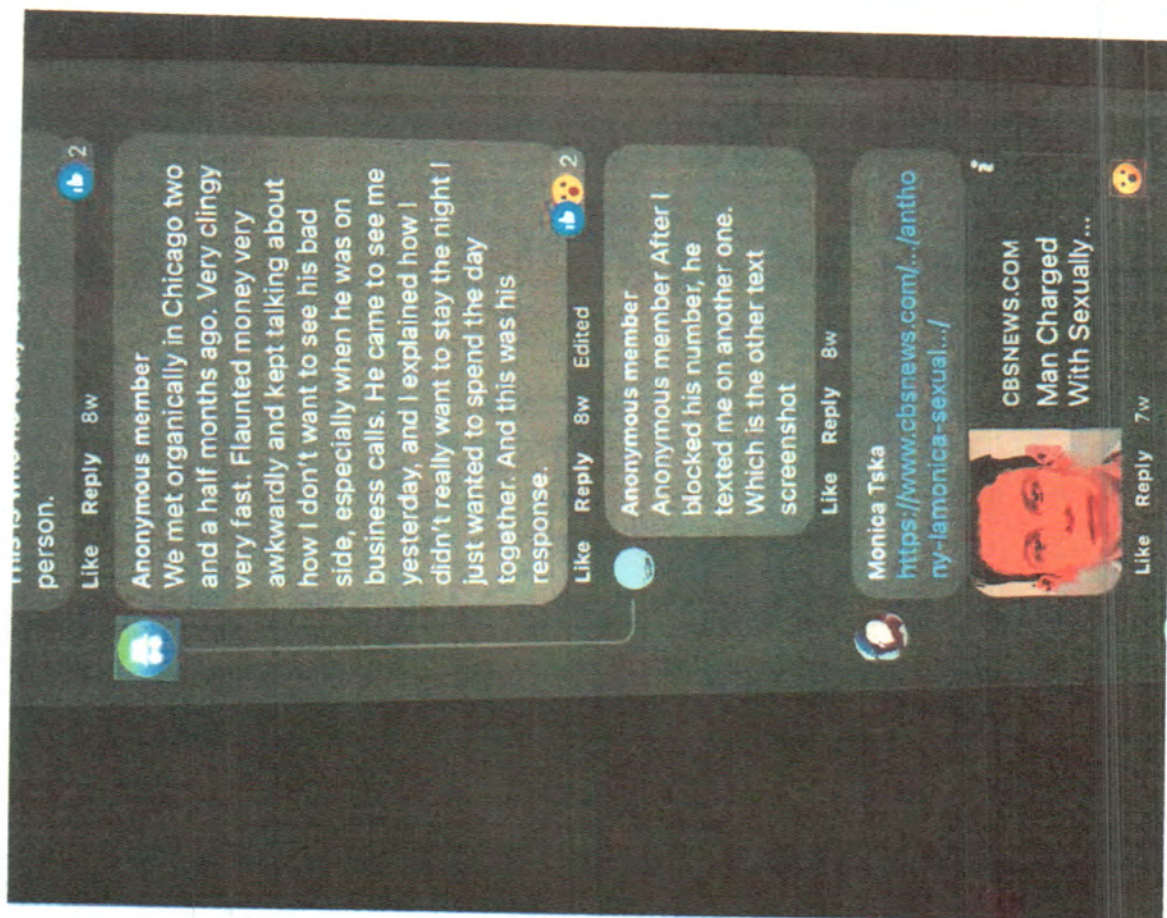 person.
Like Reply 8w 2
Anonymous member
We met organically in Chicago two
and a half months ago. Very clingy
very fast. Flaunted money very
awkwardly and kept talking about
how I don't want to see his bad
side, especially when he was on
business calls. He came to see me
yesterday, and I explained how I
didn't really want to stay the night I
just wanted to spend the day
together. And this was his
response.
Like Reply 8w Edited 2
Anonymous member
Anonymous member After I
blocked his number, he
texted me on another one.
Which is the other text
screenshot
Like Reply 8w
Monica Tska
https://www.cbsnews.com/.../antho
ny-lamonica-sexual.../
CBSNEWS.COM
Man Charged
With Sexually...
Like Reply 7w